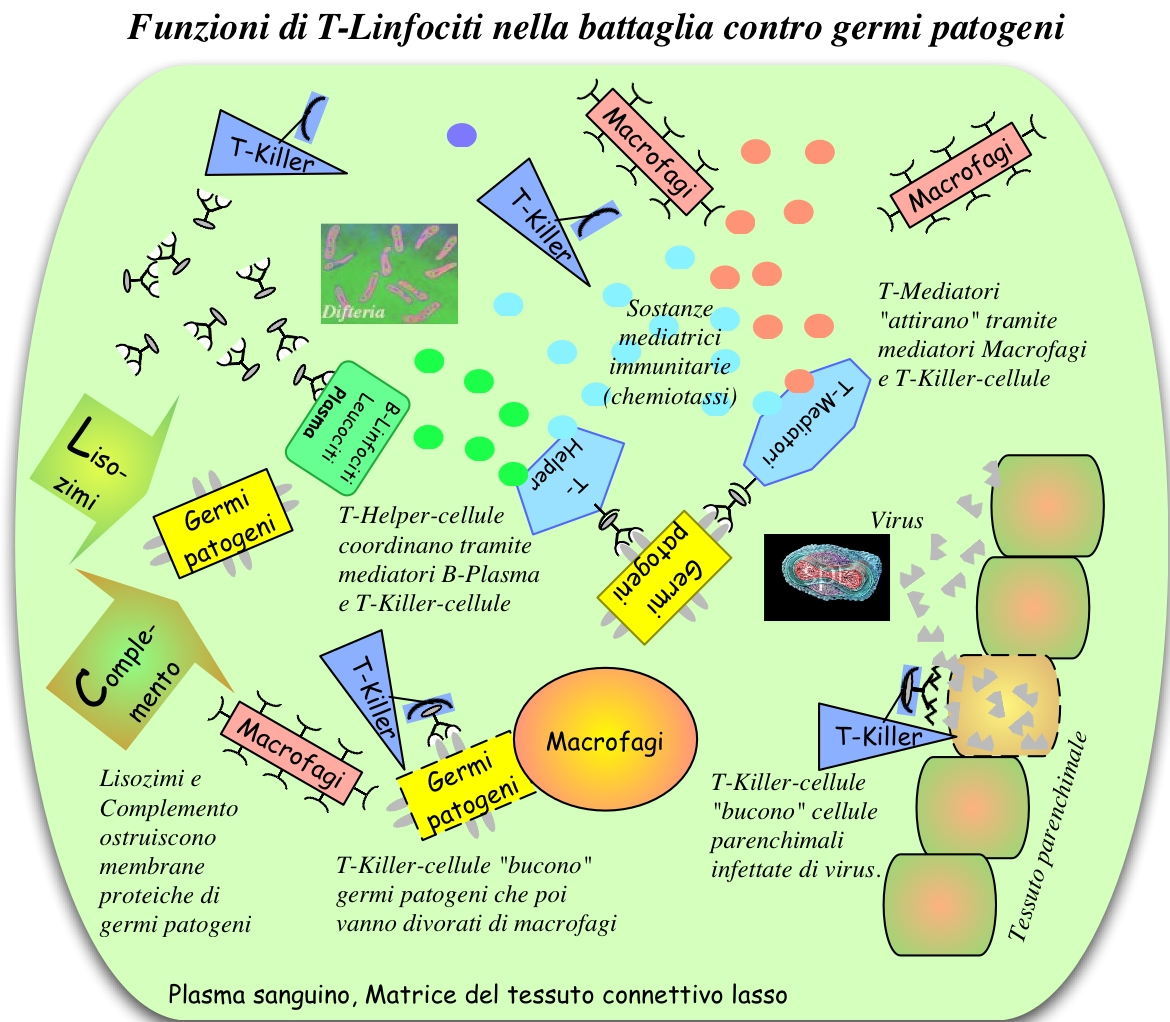 Funzioni di T-Linfociti nella battaglia contro germi patogeni
T-Killer
Macrofagi
Macrofagi
T-Killer
Difteria
Sostanze
mediatrici
immunitarie
(chemiotassi)
T-Mediatori
"attirano" tramite
mediatori Macrofagi
e T-Killer-cellule
B-Linfociti
Leucociti
Plasma
T-
Helper
T-Mediatori
Liso-
zimi
Germi
patogeni
T-Helper-cellule
coordinano tramite
mediatori B-Plasma
e T-Killer-cellule
Germi
patogeni
Virus
Comple-
mento
T-Killer
Macrofagi
Germi
patogeni
Macrofagi
T-Killer
Lisozimi e
Complemento
ostruiscono
membrane
proteiche di
germi patogeni
T-Killer-cellule "bucono"
germi patogeni che poi
vanno divorati di macrofagi
T-Killer-cellule
"bucono" cellule
parenchimali
infettate di virus.
Tessuto parenchimale
Plasma sanguino, Matrice del tessuto connettivo lasso